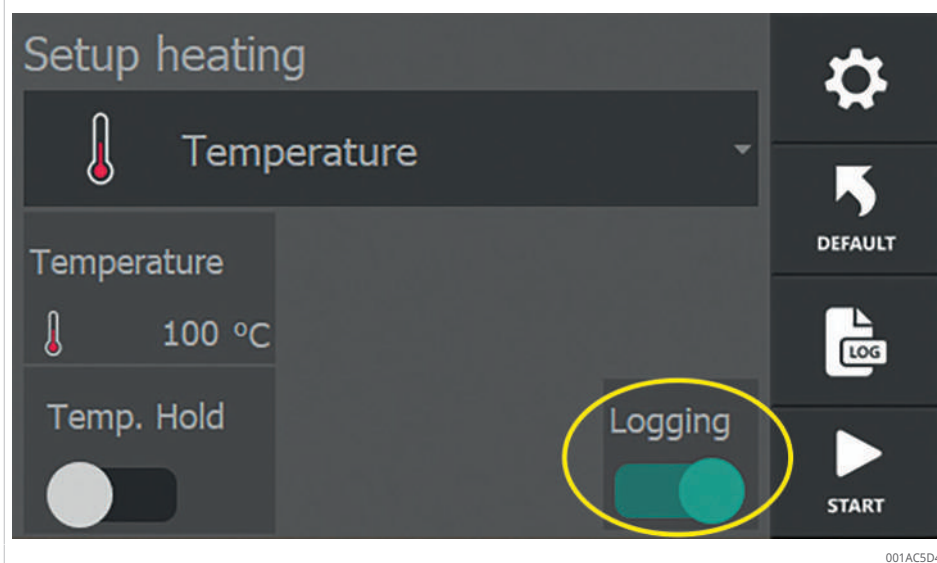 Setup heating
Temperature
Temperature
100 °C
Temp. Hold
Logging
DEFAULT
LOG
START
001AC5D4